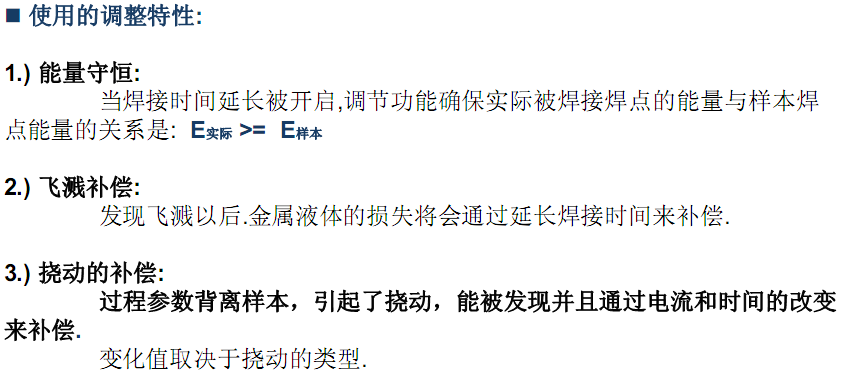 ■ 使用的调整特性:
1.) 能量守恒:
当焊接时间延长被开启,调节功能确保实际被焊接焊点的能量与样本焊
点能量的关系是: E实际 >= E样本
2.) 飞溅补偿:
发现飞溅以后.金属液体的损失将会通过延长焊接时间来补偿.
3.) 挠动的补偿:
过程参数背离样本，引起了挠动，能被发现并且通过电流和时间的改变
来补偿.
变化值取决于挠动的类型.